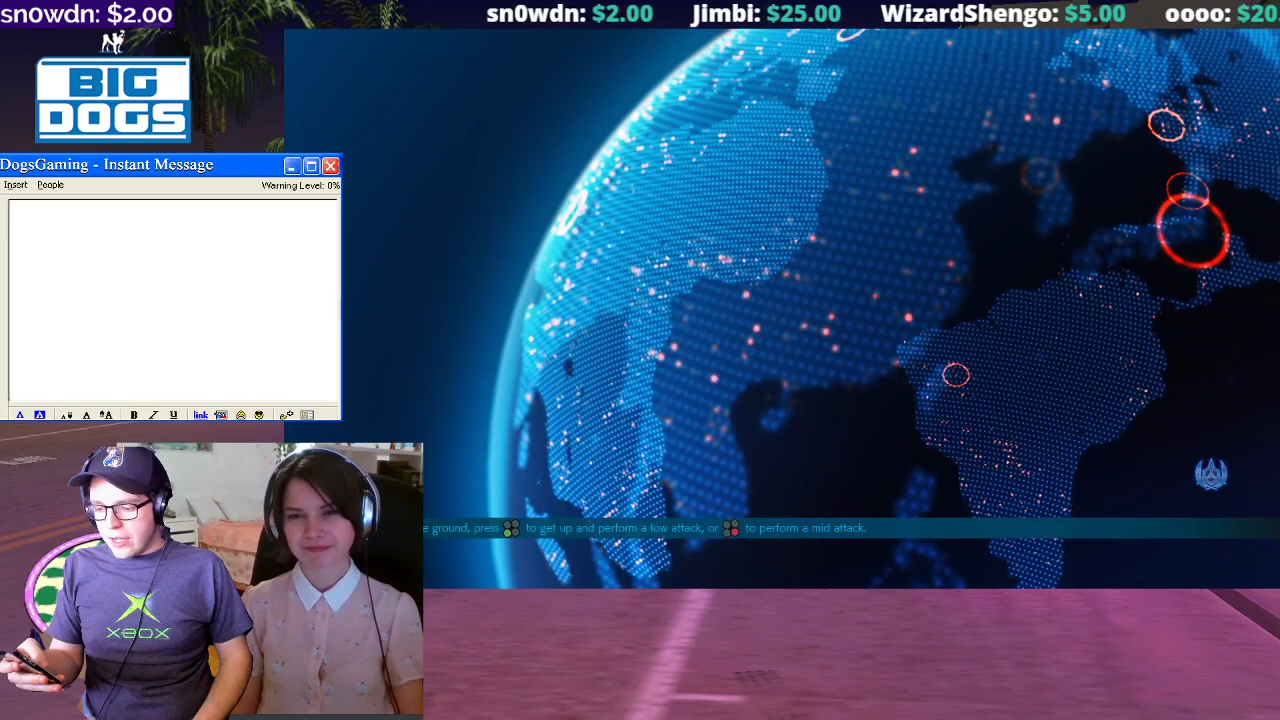 sn0wdn: $2.00
sn0wdn: $2.00 Jimbi: $25.00 WizardShengo: $5.00 oooo: $20
BIG
DOGS
DogsGaming - Instant Message
Insert People Warning Level: 0%
A A A A A B I U link
e ground, press to get up and perform a low attack, or to perform a mid attack.
XBOX